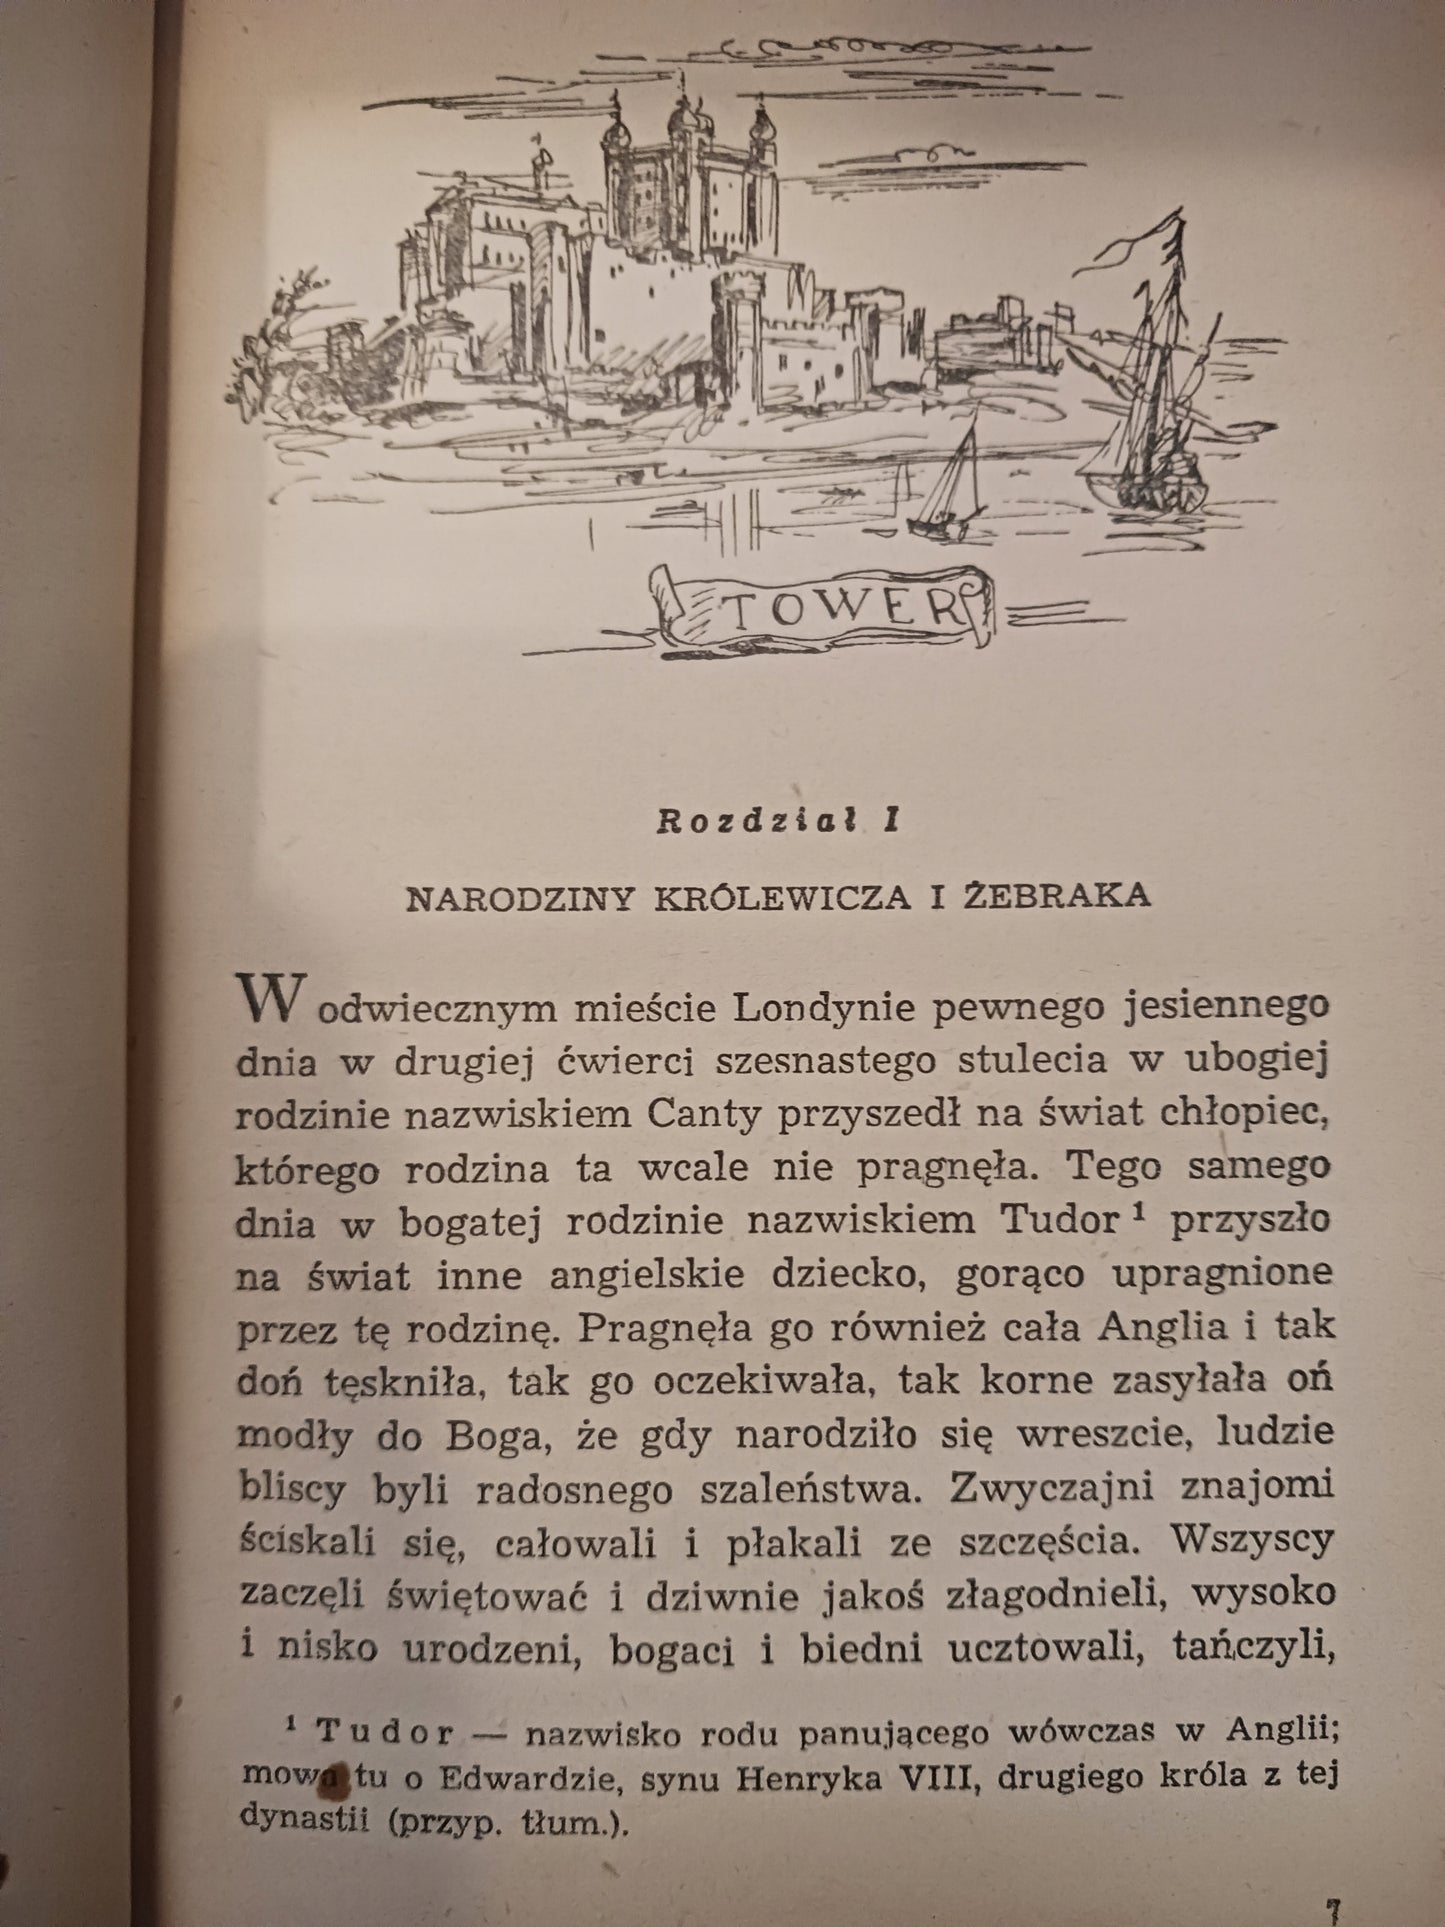 TOWER
Rozdział I
NARODZINY KRÓLEWICZA I ŻEBRAKA
W odwiecznym mieście Londynie pewnego jesiennego
dnia w drugiej ćwierci szesnastego stulecia w ubogiej
rodzinie nazwiskiem Canty przyszedł na świat chłopiec,
którego rodzina ta wcale nie pragnęła. Tego samego
dnia w bogatej rodzinie nazwiskiem Tudor ¹ przyszło
na świat inne angielskie dziecko, gorąco upragnione
przez tę rodzinę. Pragnęła go również cała Anglia i tak
doń tęskniła, tak go oczekiwała, tak korne zasyłała oń
modły do Boga, że gdy narodziło się wreszcie, ludzie
bliscy byli radosnego szaleństwa. Zwyczajni znajomi
ściskali się, całowali i płakali ze szczęścia. Wszyscy
zaczęli świętować i dziwnie jakoś złagodnieli, wysoko
i nisko urodzeni, bogaci i biedni ucztowali, tańczyli,
¹ Tudor — nazwisko rodu panującego wówczas w Anglii;
mowa tu o Edwardzie, synu Henryka VIII, drugiego króla z tej
dynastii (przyp. tłum.).
7